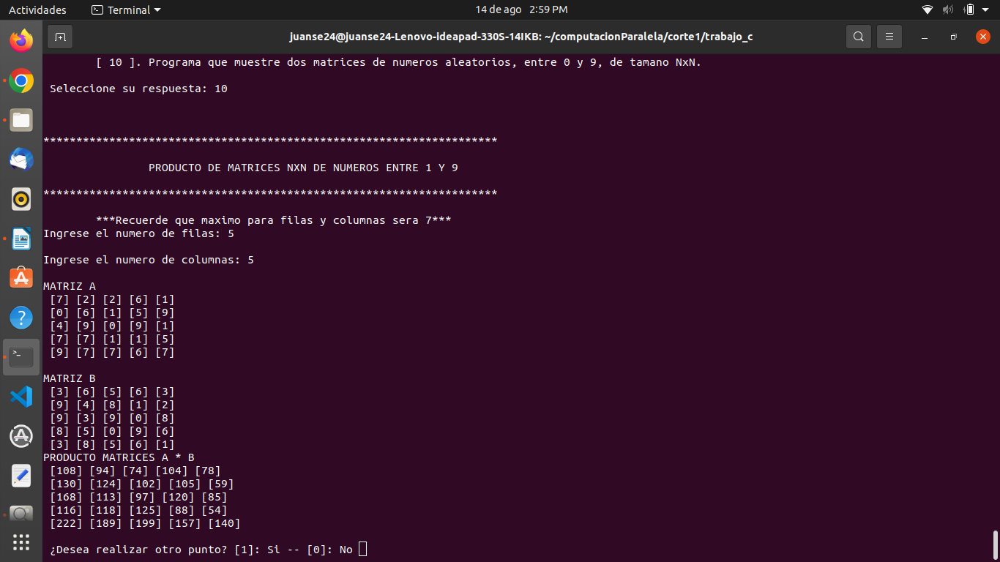 Actividades Terminal 14 de ago 2:59 PM
juanse24@juanse24-Lenovo-ideapad-330S-14IKB: ~/computacionParalela/corte1/trabajo_c
[ 10 ]. Programa que muestre dos matrices de numeros aleatorios, entre 0 y 9, de tamano NxN.
Seleccione su respuesta: 10
*********************************************************************
PRODUCTO DE MATRICES NXN DE NUMEROS ENTRE 1 Y 9
*********************************************************************
***Recuerde que maximo para filas y columnas sera 7***
Ingrese el numero de filas: 5
Ingrese el numero de columnas: 5
MATRIZ A
[7] [2] [2] [6] [1]
[0] [6] [1] [5] [9]
[4] [9] [0] [9] [1]
[7] [7] [1] [1] [5]
[9] [7] [7] [6] [7]
MATRIZ B
[3] [6] [5] [6] [3]
[9] [4] [8] [1] [2]
[9] [3] [9] [0] [8]
[8] [5] [0] [9] [6]
[3] [8] [5] [6] [1]
PRODUCTO MATRICES A * B
[108] [94] [74] [104] [78]
[130] [124] [102] [105] [59]
[168] [113] [97] [120] [85]
[116] [118] [125] [88] [54]
[222] [189] [199] [157] [140]
¿Desea realizar otro punto? [1]: Si -- [0]: No